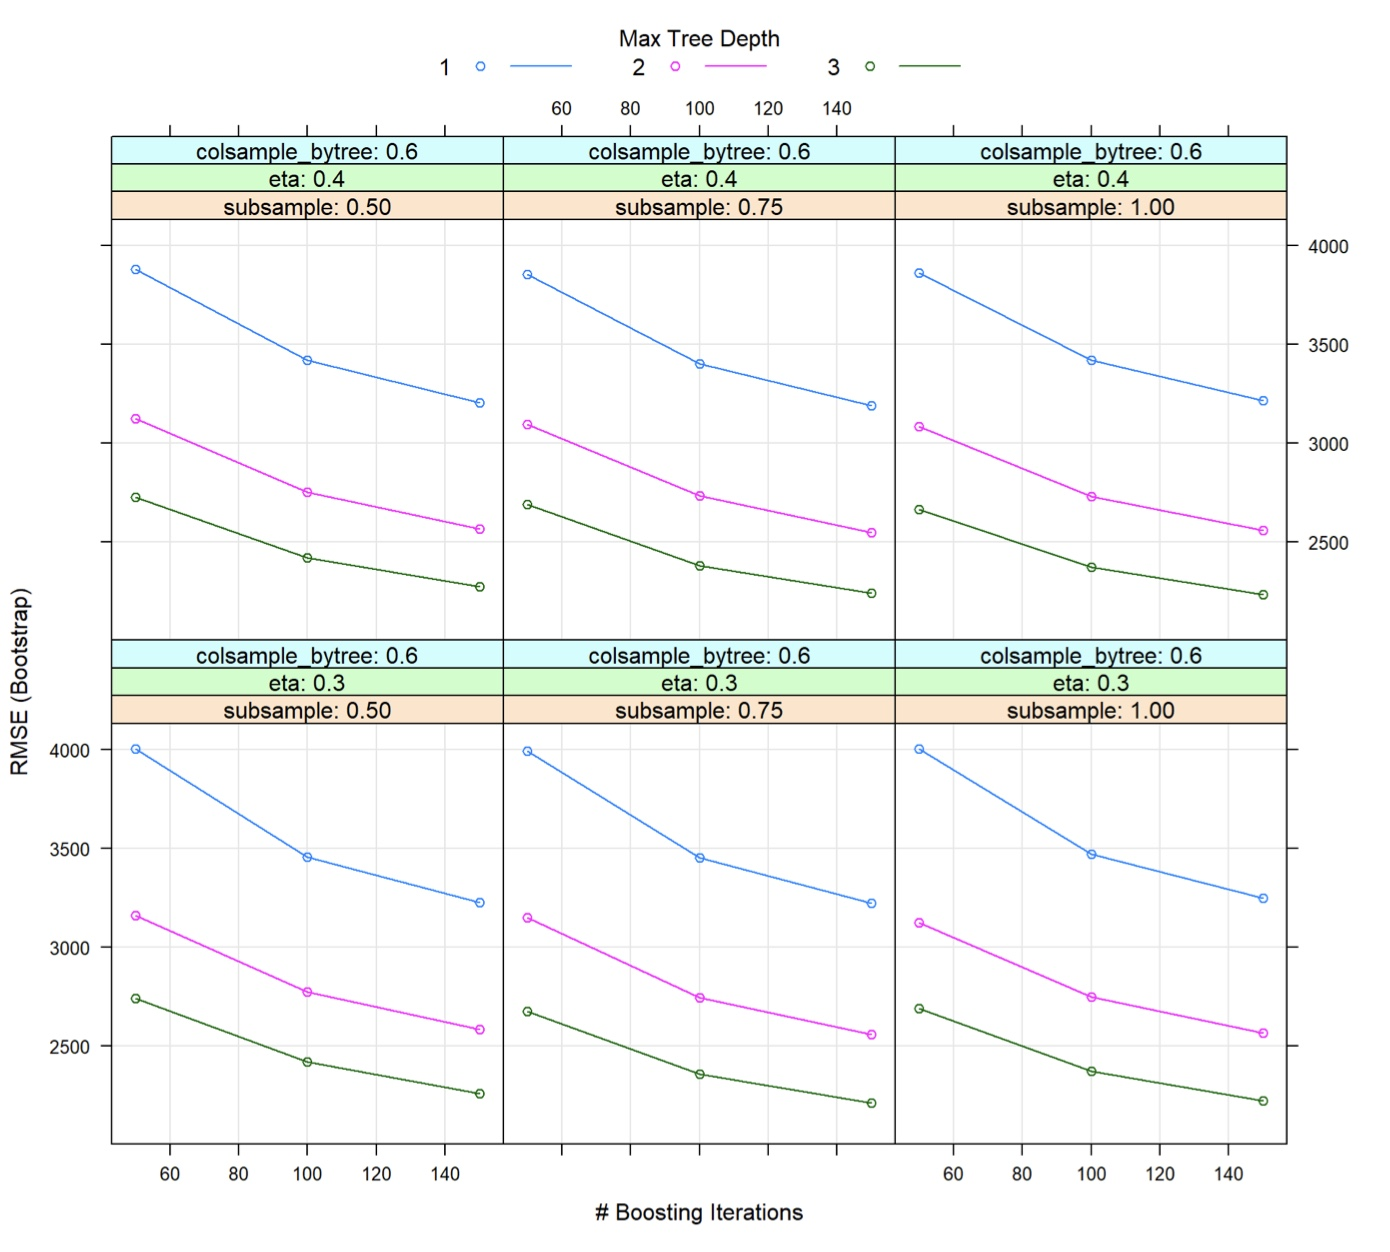 Max Tree Depth
1 2 3
60 80 100 120 140
colsample_bytree: 0.6 colsample_bytree: 0.6 colsample_bytree: 0.6
eta: 0.4 eta: 0.4 eta: 0.4
subsample: 0.50 subsample: 0.75 subsample: 1.00
4000
3500
3000
2500
colsample_bytree: 0.6 colsample_bytree: 0.6 colsample_bytree: 0.6
eta: 0.3 eta: 0.3 eta: 0.3
subsample: 0.50 subsample: 0.75 subsample: 1.00
RMSE (Bootstrap)
4000
3500
3000
2500
60 80 100 120 140 60 80 100 120 140
# Boosting Iterations